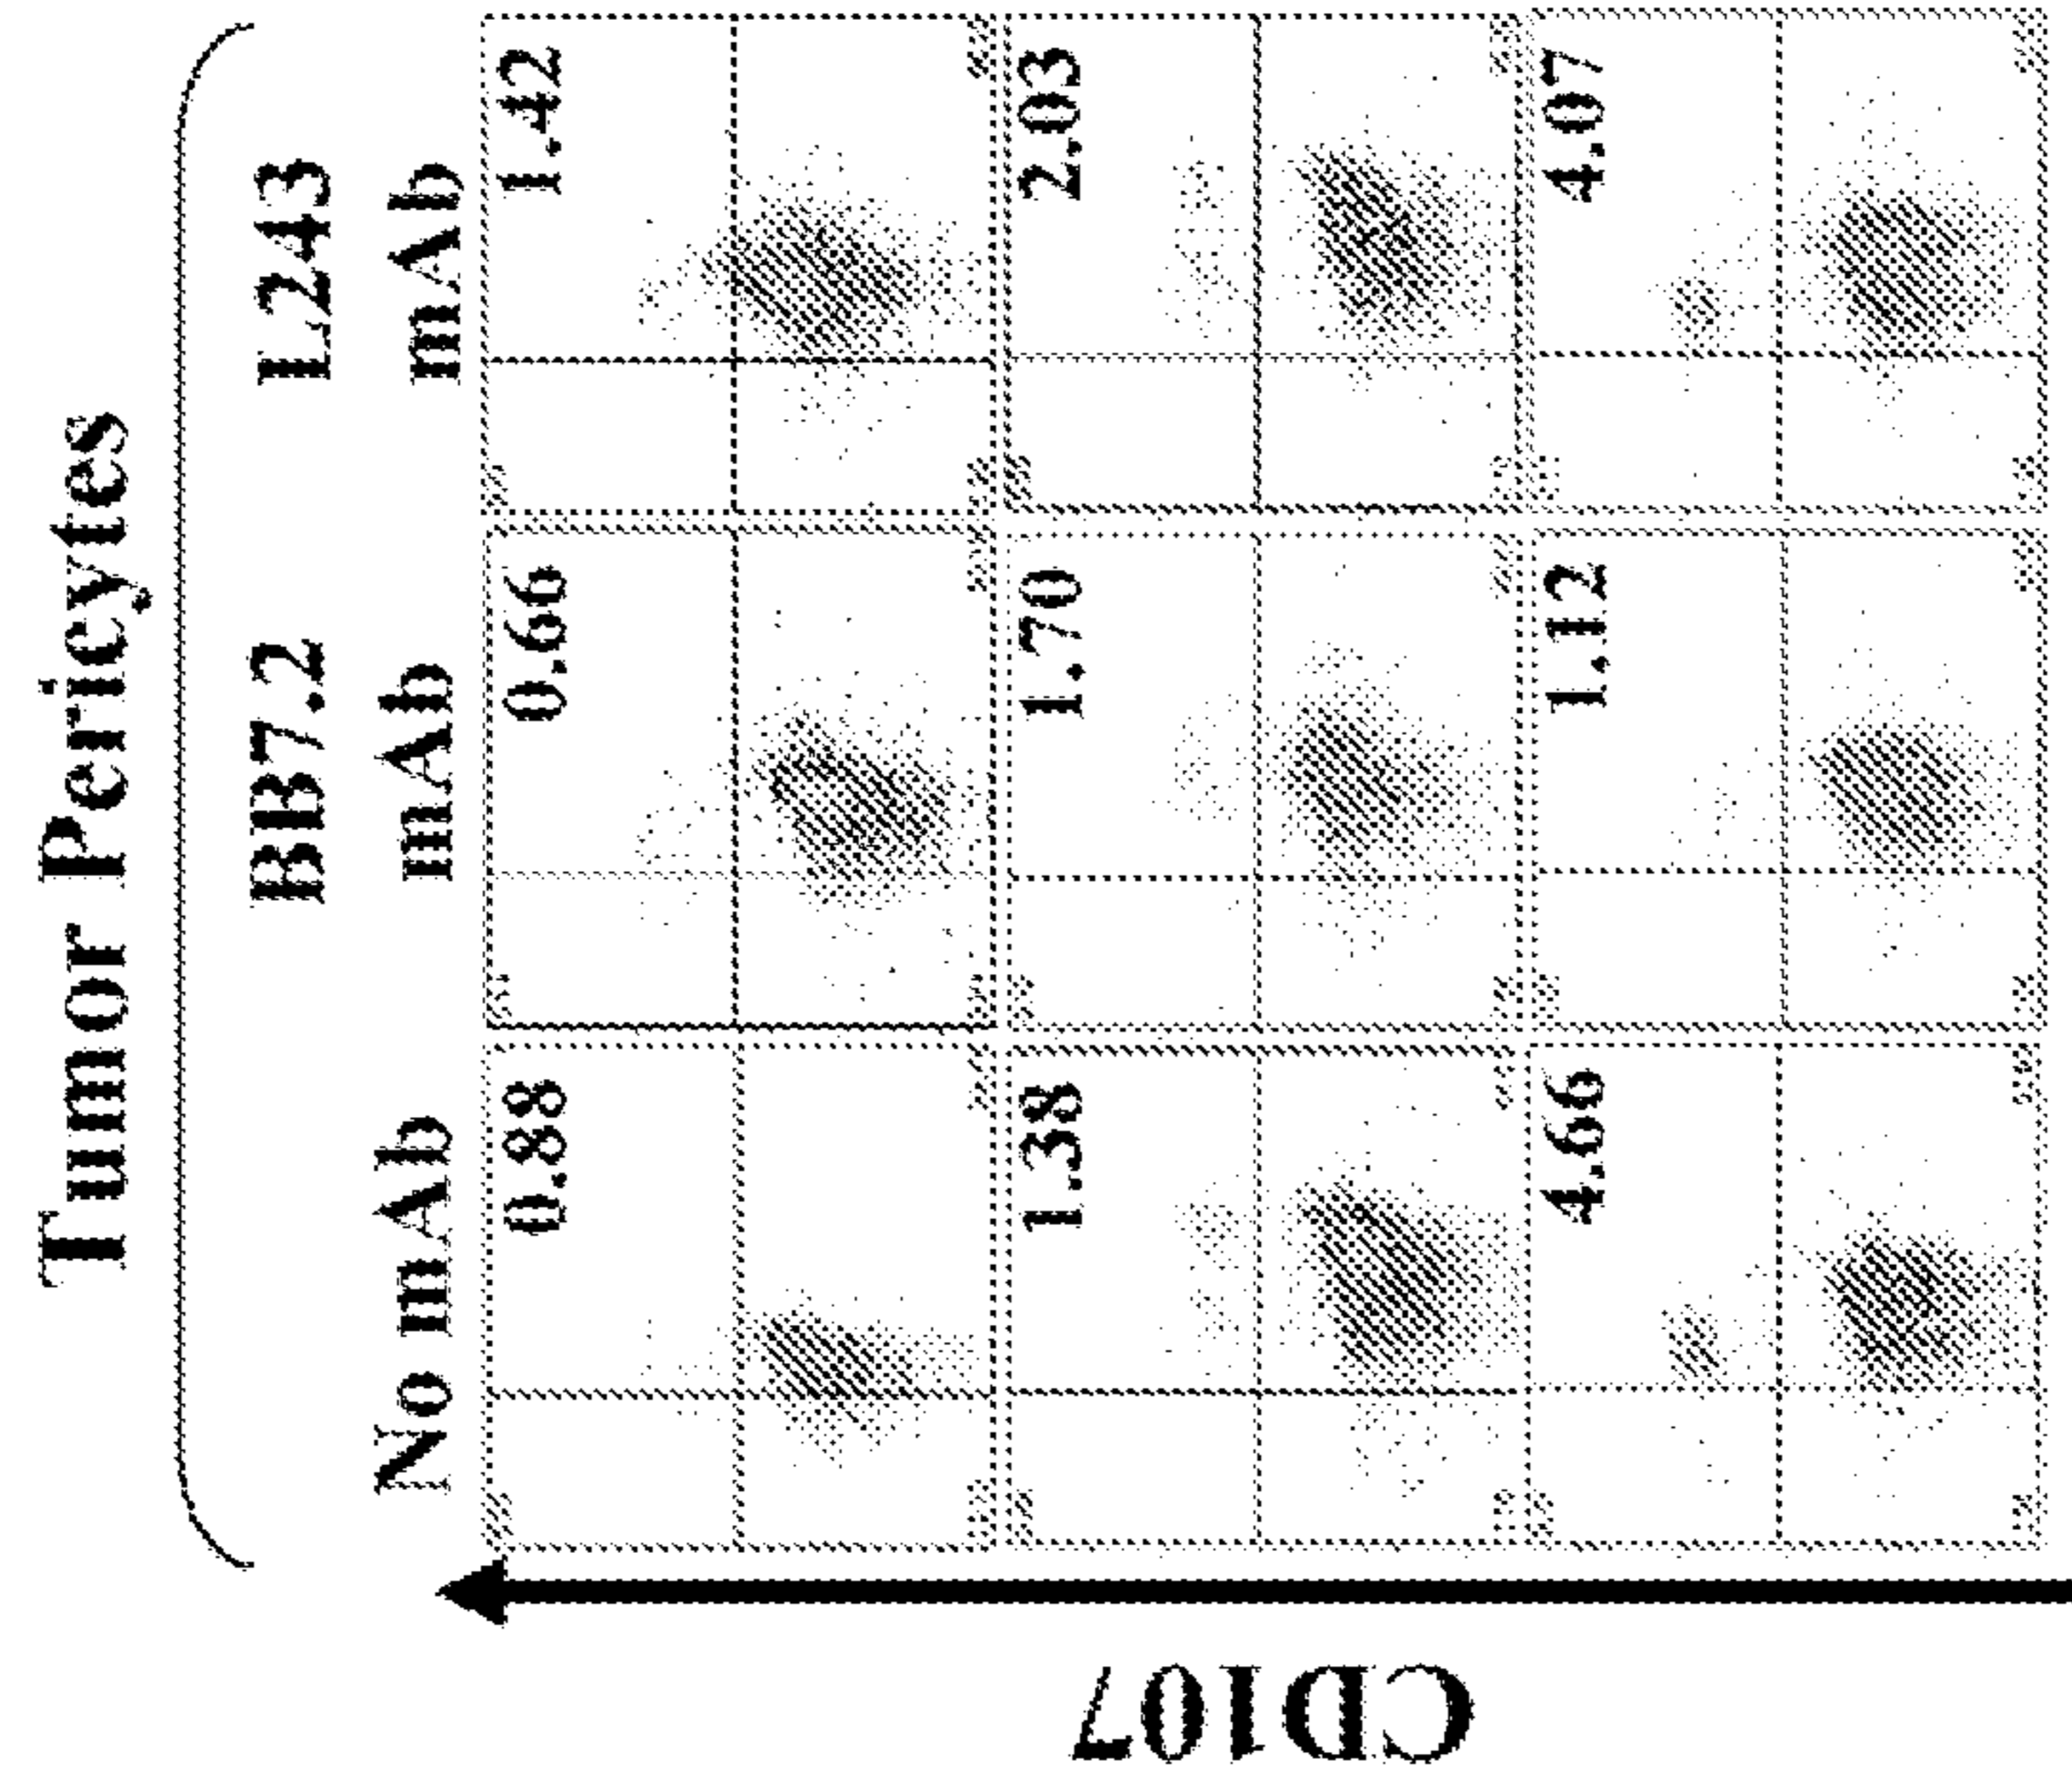 Tumor Pericytes
No mAb
BB7.2
mAb
L243
mAb
0.88
0.66
1.42
1.38
1.70
2.03
4.66
1.12
4.07
CD107